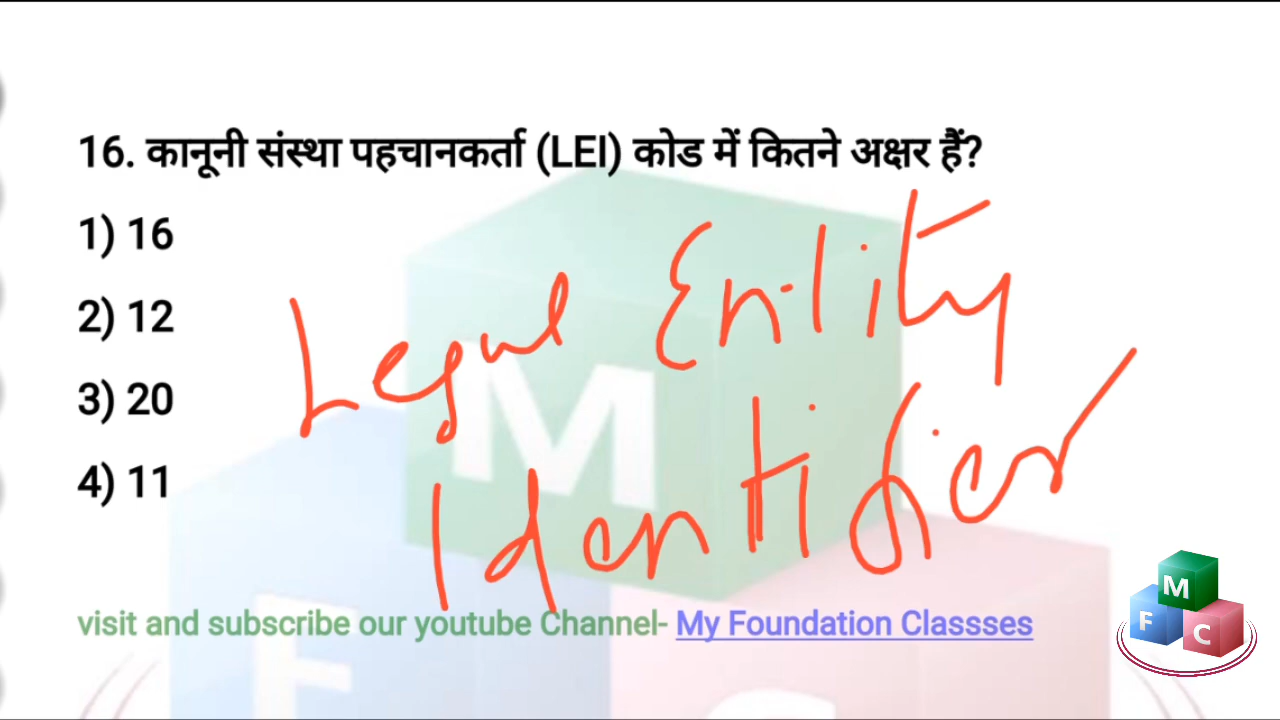 16. कानूनी संस्था पहचानकर्ता (LEI) कोड में कितने अक्षर हैं?
1) 16
2) 12
3) 20
4) 11
Legal Entity
Identifier
visit and subscribe our youtube Channel- My Foundation Classses
M
F
C
M
F C